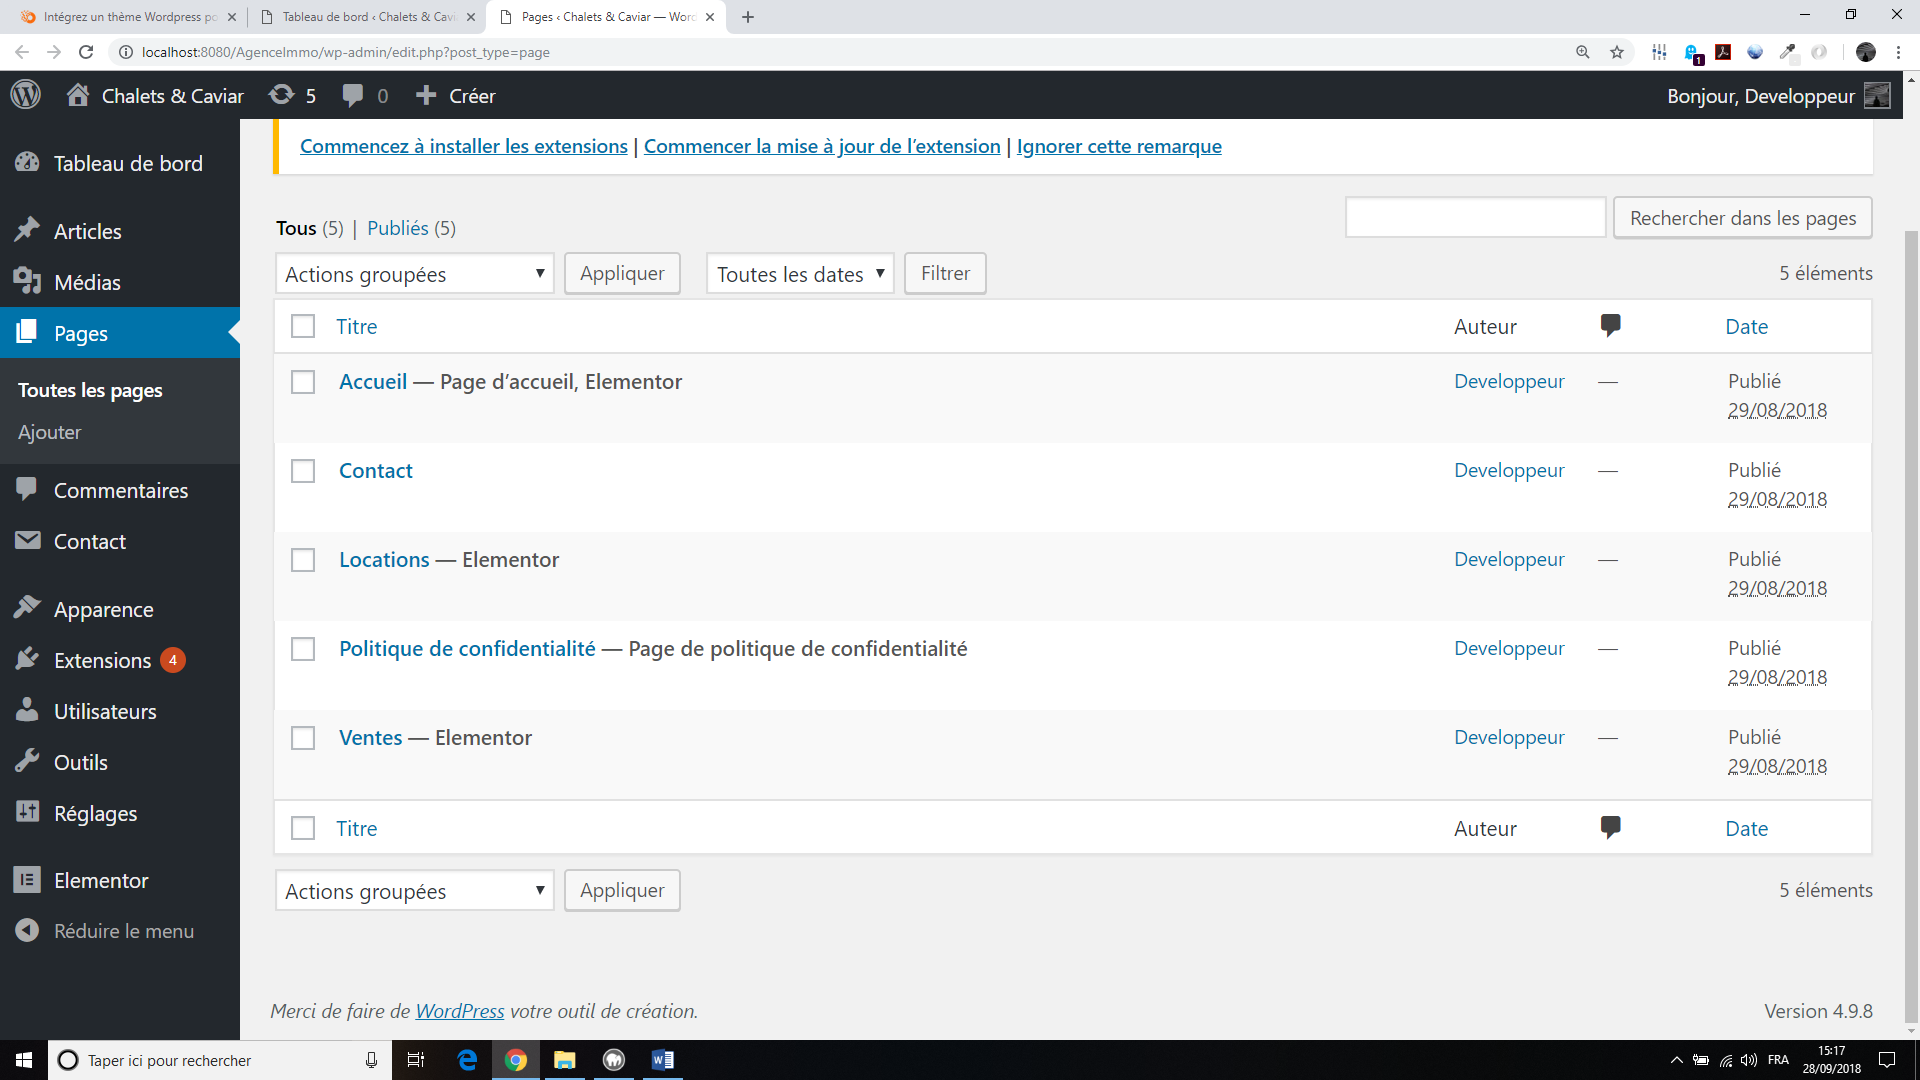 Intégrez un thème Wordpress po
Tableau de bord ‹ Chalets & Cavi
Pages ‹ Chalets & Caviar — Word
localhost:8080/AgenceImmo/wp-admin/edit.php?post_type=page
1
Chalets & Caviar
5
0
Créer
Bonjour, Developpeur
Commencez à installer les extensions | Commencer la mise à jour de l’extension | Ignorer cette remarque
Tableau de bord
Articles
Médias
Pages
Toutes les pages
Ajouter
Commentaires
Contact
Apparence
Extensions 4
Utilisateurs
Outils
Réglages
Elementor
Réduire le menu
Tous (5) | Publiés (5)
Rechercher dans les pages
Actions groupées
Appliquer
Toutes les dates
Filtrer
5 éléments
Titre
Auteur
Date
Accueil — Page d’accueil, Elementor
Developpeur
—
Publié
29/08/2018
Contact
Developpeur
—
Publié
29/08/2018
Locations — Elementor
Developpeur
—
Publié
29/08/2018
Politique de confidentialité — Page de politique de confidentialité
Developpeur
—
Publié
29/08/2018
Ventes — Elementor
Developpeur
—
Publié
29/08/2018
Titre
Auteur
Date
Actions groupées
Appliquer
5 éléments
Merci de faire de WordPress votre outil de création.
Version 4.9.8
Taper ici pour rechercher
FRA
15:17
28/09/2018